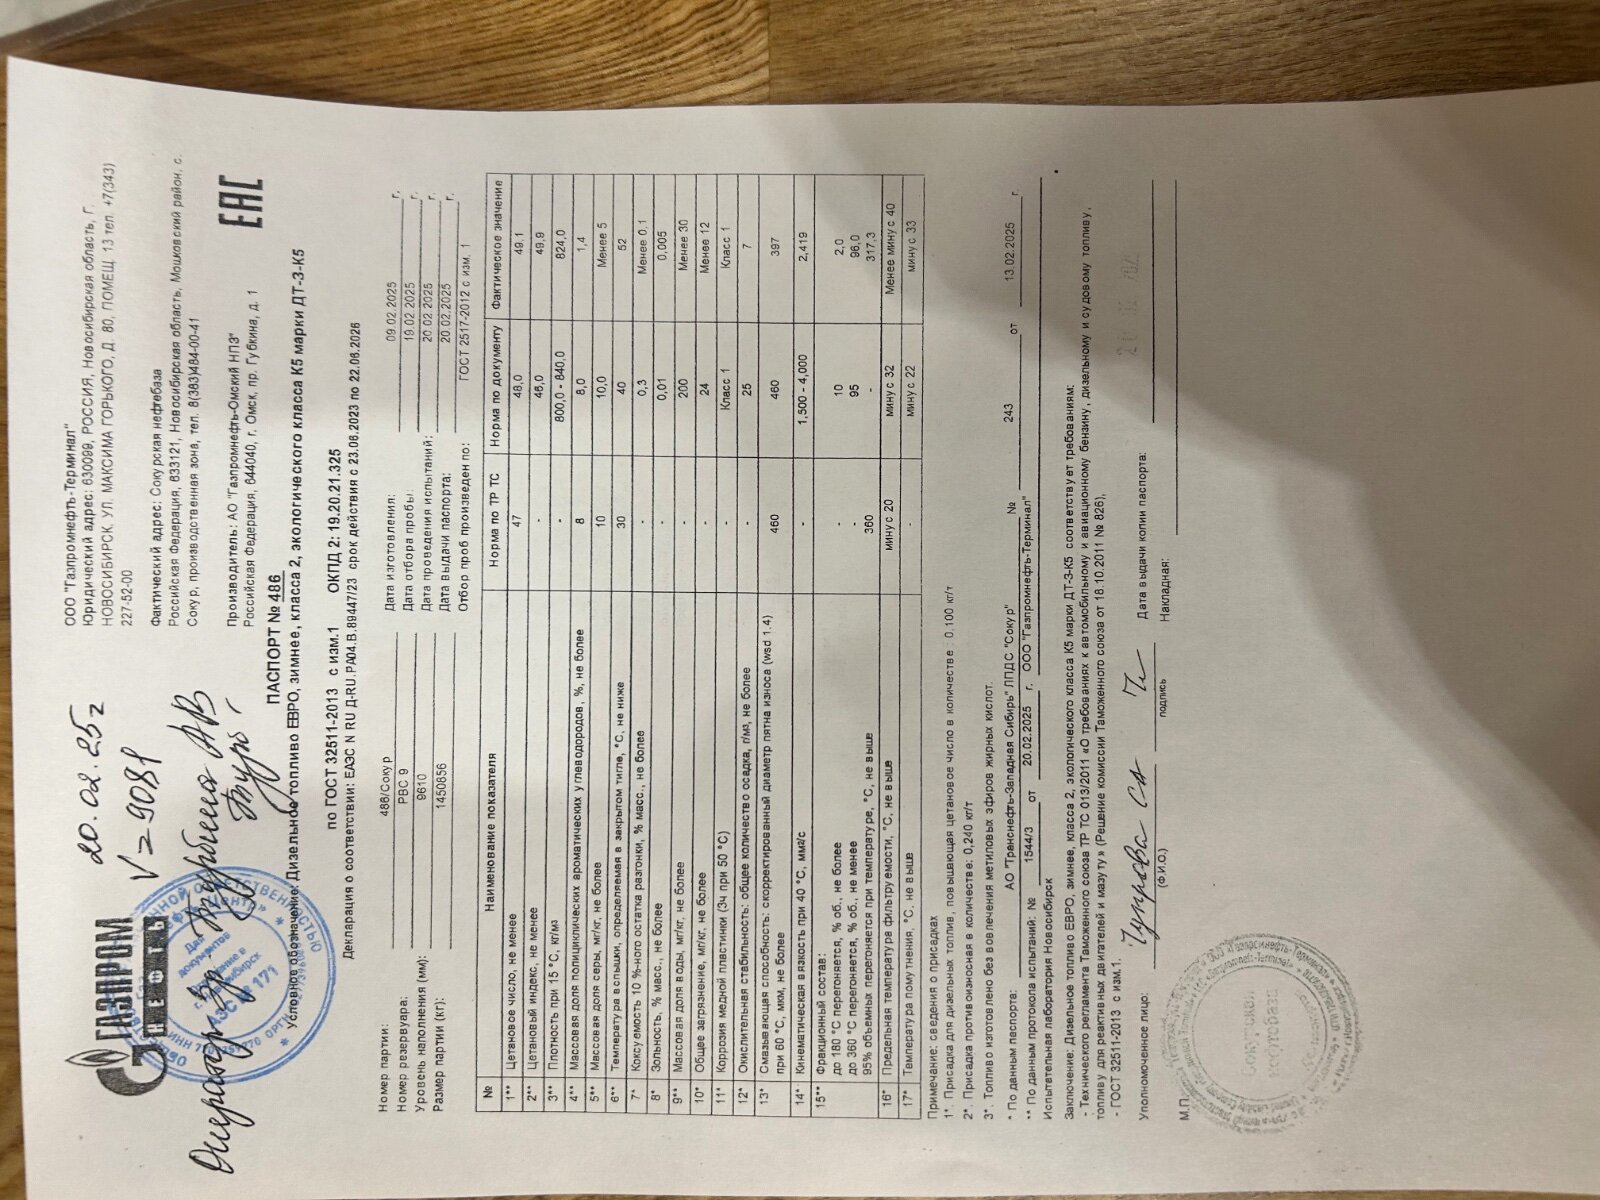 ГАЗПРОМ
НЕФТЬ
20.02.25г
V=9081
Оператор
ООО "Газпромнефть-Терминал"
Юридический адрес: 630099, РОССИЯ, Новосибирская область, Г.
НОВОСИБИРСК. УЛ. МАКСИМА ГОРЬКОГО, Д. 80, ПОМЕЩ. 13 тел. +7(343)
227-52-00
Фактический адрес: Сокурская нефтебаза
Российская Федерация, 633121, Новосибирская область, Мошковский район, с.
Сокур, производственная зона, тел. 8(383)484-00-41
Производитель: АО "Газпромнефть-Омский НПЗ"
Российская Федерация, 644040, г. Омск, пр. Губкина, д. 1
EAC
Для документов
АЗС № 171
ПАСПОРТ № 486
Условное обозначение: Дизельное топливо ЕВРО, зимнее, класса 2, экологического класса К5 марки ДТ-З-К5
по ГОСТ 32511-2013 с изм.1 ОКПД 2: 19.20.21.325
Декларация о соответствии: ЕАЭС N RU Д-RU.РА04.В.89447/23 срок действия с 23.06.2023 по 22.06.2026
Номер партии: 486/Сокур Дата изготовления: 09.02.2025 г.
Номер резервуара: РВС 9 Дата отбора пробы: 19.02.2025 г.
Уровень наполнения (мм): 9610 Дата проведения испытаний: 20.02.2025 г.
Размер партии (кг): 1450856 Дата выдачи паспорта: 20.02.2025 г.
Отбор проб произведен по: ГОСТ 2517-2012 с изм. 1
№ Наименование показателя Норма по ТР ТС Норма по документу Фактическое значение
1** Цетановое число, не менее 47 48,0 49,1
2** Цетановый индекс, не менее - 46,0 49,9
3** Плотность при 15 °С, кг/м3 - 800,0 - 840,0 824,0
4** Массовая доля полициклических ароматических углеводородов, %, не более 8 8,0 1,4
5** Массовая доля серы, мг/кг, не более 10 10,0 Менее 5
6** Температура вспышки, определяемая в закрытом тигле, °С, не ниже 30 40 52
7* Коксуемость 10 %-ного остатка разгонки, % масс., не более - 0,3 Менее 0,1
8* Зольность, % масс., не более - 0,01 0,005
9** Массовая доля воды, мг/кг, не более - 200 Менее 30
10* Общее загрязнение, мг/кг, не более - 24 Менее 12
11* Коррозия медной пластинки (3ч при 50 °С) - Класс 1 Класс 1
12* Окислительная стабильность: общее количество осадка, г/м3, не более - 25 7
13* Смазывающая способность: скорректированный диаметр пятна износа (wsd 1.4)
при 60 °С, мкм, не более 460 460 397
14* Кинематическая вязкость при 40 °С, мм2/с - 1,500 - 4,000 2,419
15** Фракционный состав:
до 180 °С перегоняется, % об., не более - 10 2,0
до 360 °С перегоняется, % об., не менее - 95 96,0
95% объемных перегоняется при температуре, °С, не выше 360 - 317,3
16* Предельная температура фильтруемости, °С, не выше минус 20 минус 32 Менее минус 40
17* Температура помутнения, °С, не выше - минус 22 минус 33
Примечание: сведения о присадках
1*. Присадка для дизельных топлив, повышающая цетановое число в количестве : 0,100 кг/т
2*. Присадка противоизносная в количестве: 0,240 кг/т
3*. Топливо изготовлено без вовлечения метиловых эфиров жирных кислот.
* По данным паспорта: АО "Транснефть-Западная Сибирь" ЛПДС "Сокур" № 243 от 13.02.2025 г.
** По данным протокола испытаний: № 1544/3 от 20.02.2025 г. ООО "Газпромнефть-Терминал"
Испытательная лаборатория Новосибирск
Заключение: Дизельное топливо ЕВРО, зимнее, класса 2, экологического класса К5 марки ДТ-З-К5 соответствует требованиям:
- Технического регламента Таможенного союза ТР ТС 013/2011 «О требованиях к автомобильному и авиационному бензину, дизельному и судовому топливу,
топливу для реактивных двигателей и мазуту» (Решение комиссии Таможенного союза от 18.10.2011 № 826),
- ГОСТ 32511-2013 с изм.1.
Уполномоченное лицо: Дата выдачи копии паспорта:
(Ф.И.О.) подпись Накладная:
М.П.